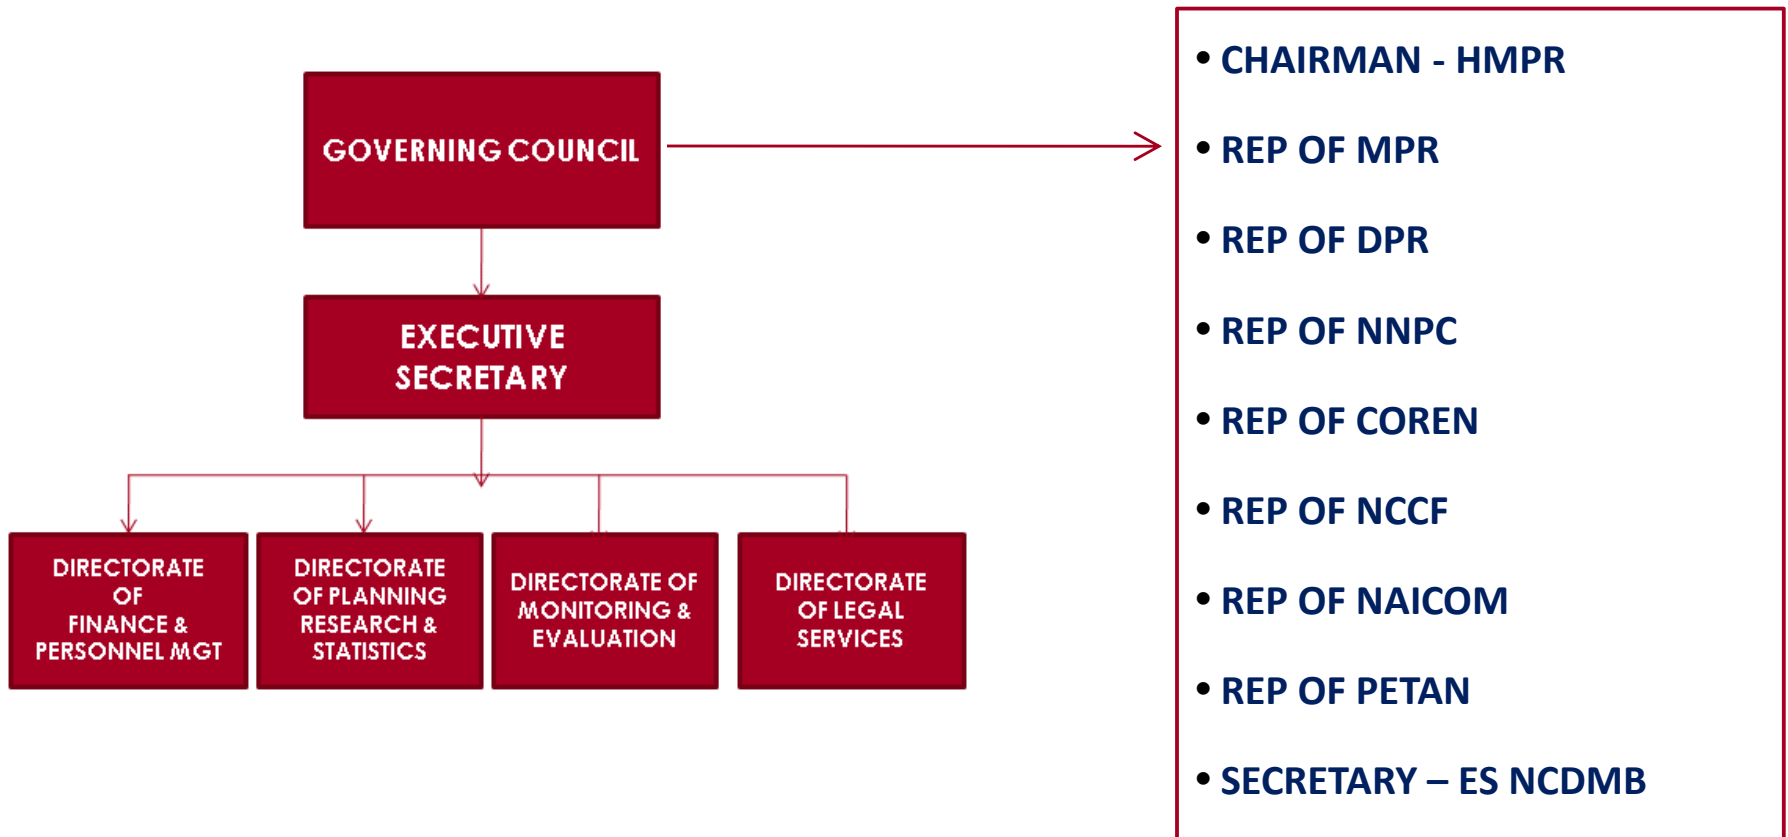 GOVERNING COUNCIL
EXECUTIVE
SECRETARY
DIRECTORATE
OF
FINANCE &
PERSONNEL MGT
DIRECTORATE
OF PLANNING
RESEARCH &
STATISTICS
DIRECTORATE OF
MONITORING &
EVALUATION
DIRECTORATE
OF LEGAL
SERVICES
• CHAIRMAN - HMPR
• REP OF MPR
• REP OF DPR
• REP OF NNPC
• REP OF COREN
• REP OF NCCF
• REP OF NAICOM
• REP OF PETAN
• SECRETARY – ES NCDMB